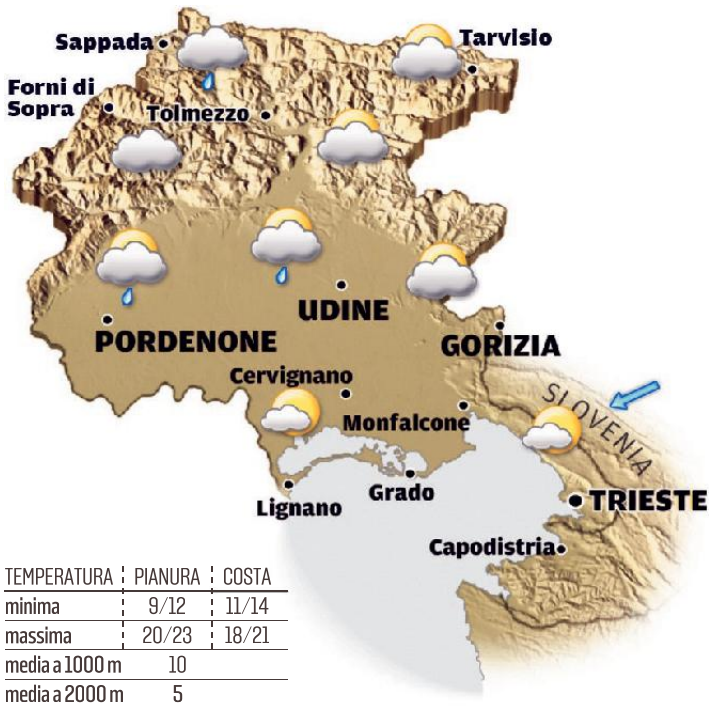 Sappada
Tarvisio
Forni di
Sopra
Tolmezzo
UDINE
PORDENONE
GORIZIA
Cervignano
SLOVENIA
Monfalcone
Lignano
Grado
TRIESTE
Capodistria
TEMPERATURA PIANURA COSTA
minima 9/12 11/14
massima 20/23 18/21
media a 1000 m 10
media a 2000 m 5